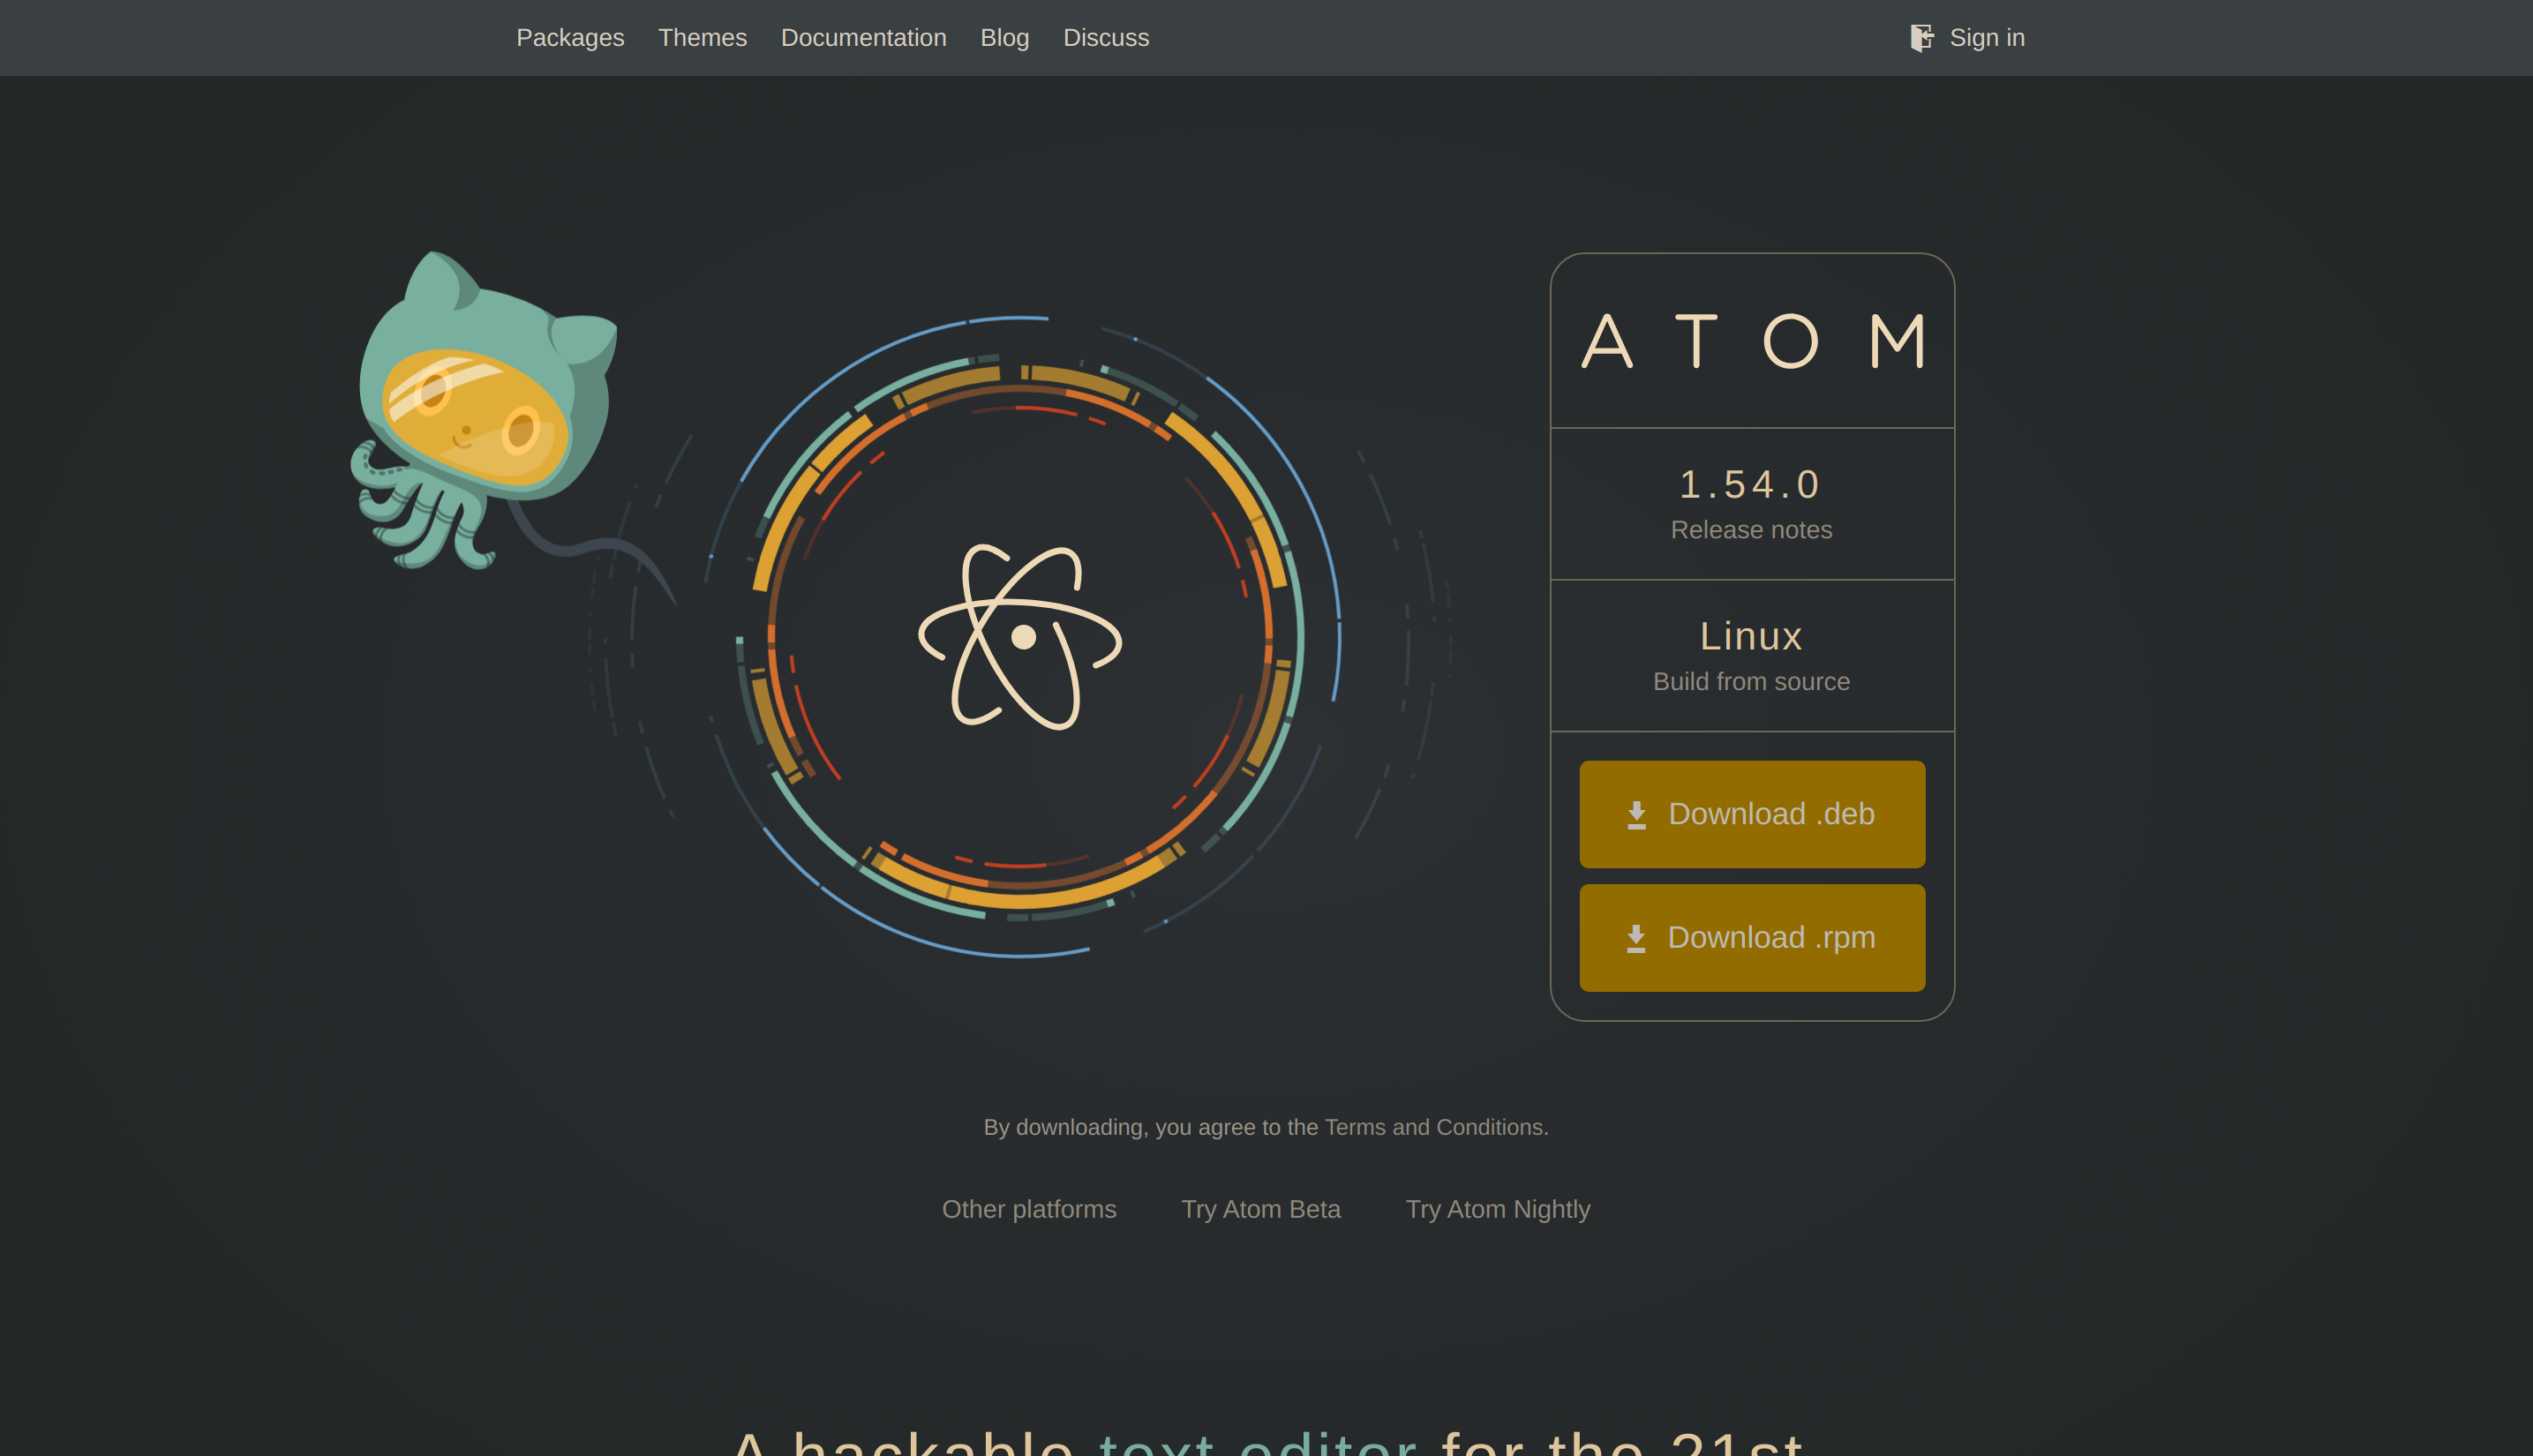 Packages Themes Documentation Blog Discuss Sign in
ATOM
1.54.0
Release notes
Linux
Build from source
Download .deb
Download .rpm
By downloading, you agree to the Terms and Conditions.
Other platforms Try Atom Beta Try Atom Nightly
A hackable text editor for the 21st